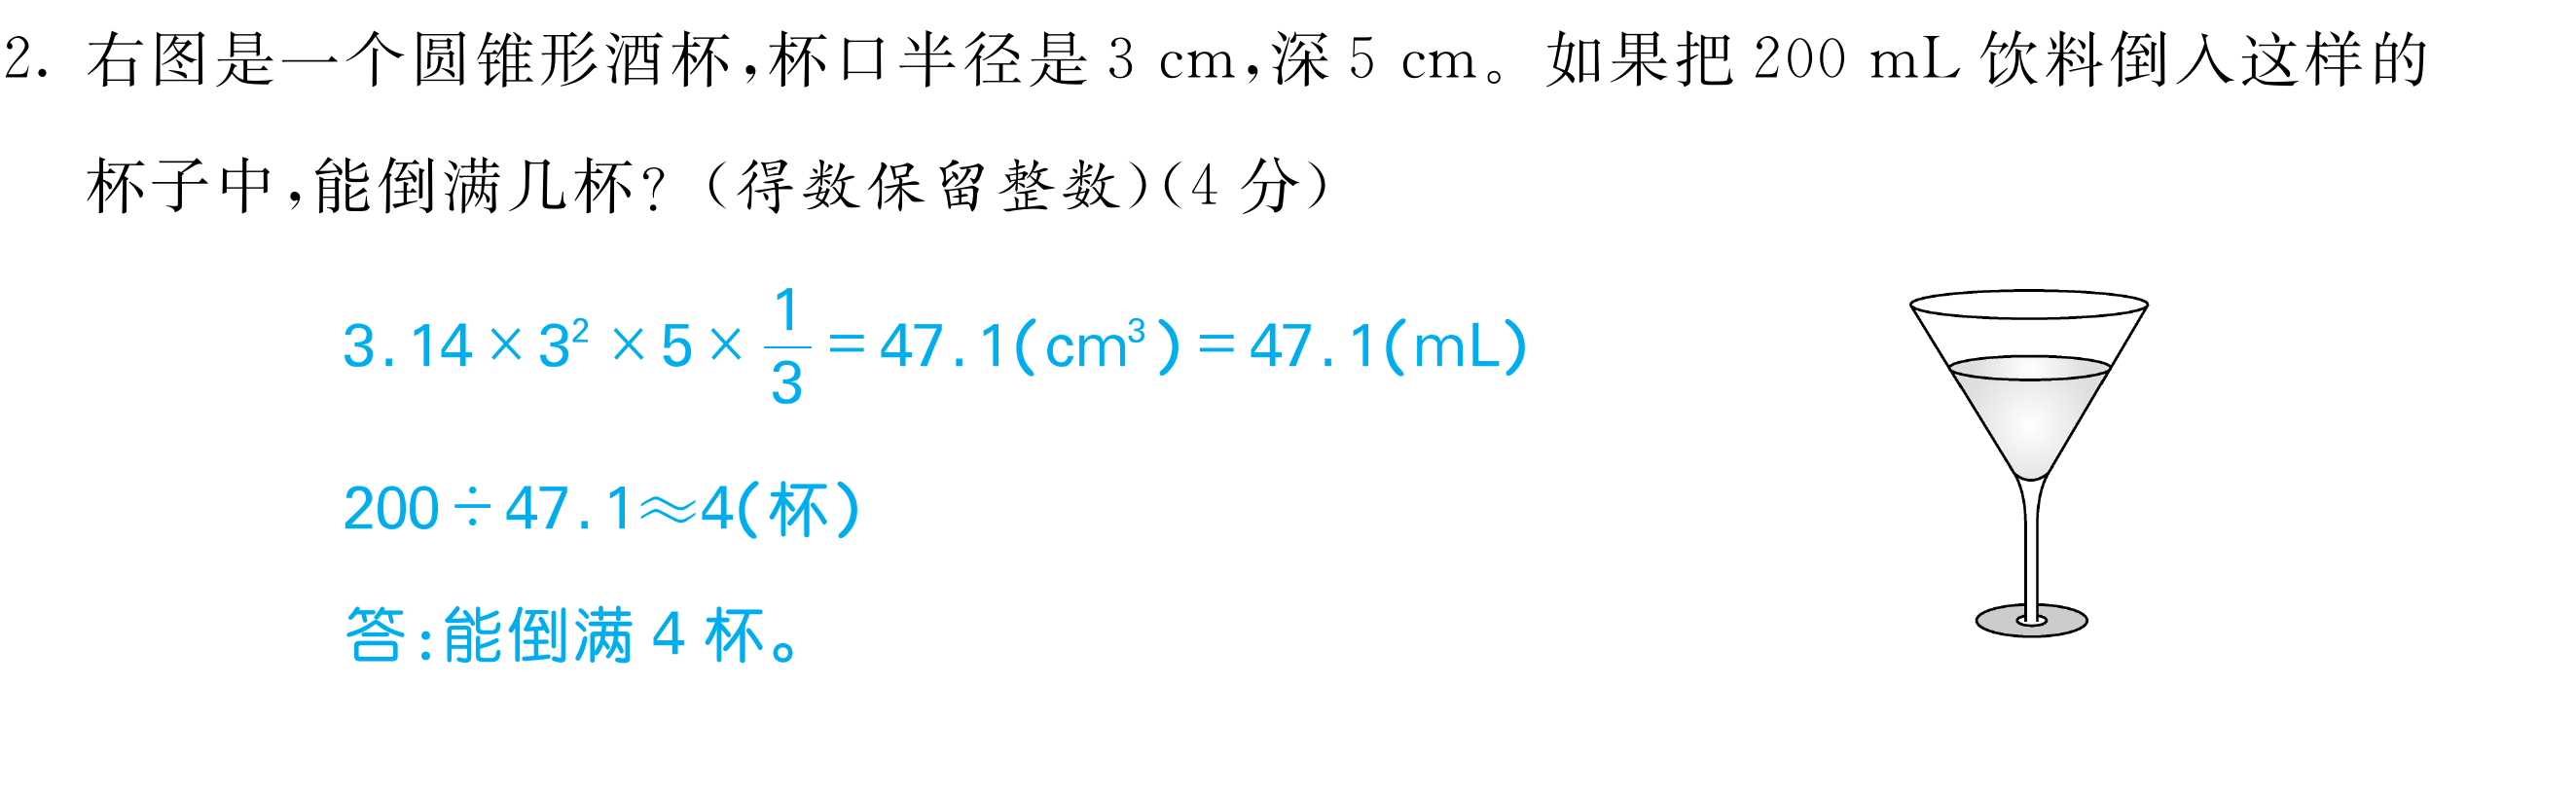 2. 右图是一个圆锥形酒杯,杯口半径是 3 cm,深 5 cm。如果把 200 mL 饮料倒入这样的
杯子中,能倒满几杯?(得数保留整数)(4 分)
3.14×3²×5×1/3=47.1(cm³)=47.1(mL)
200÷47.1≈4(杯)
答:能倒满 4 杯。